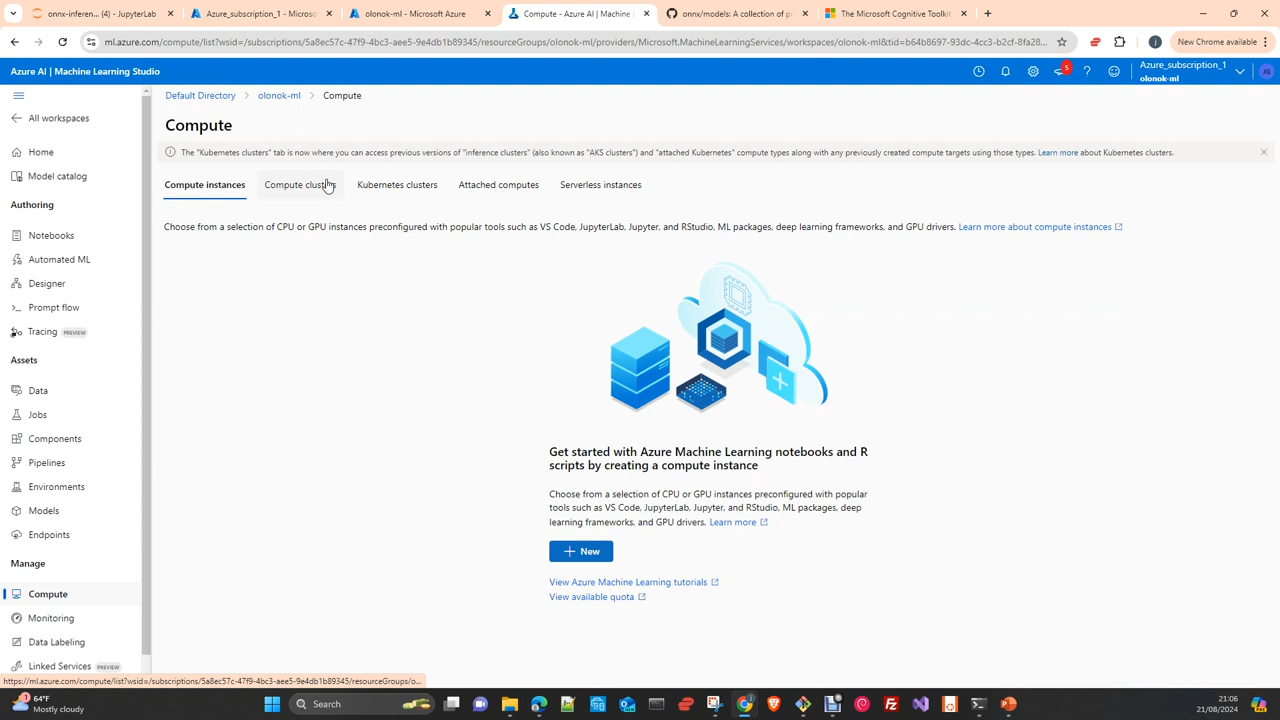 onnx-inferen... (4) - JupyterLab
Azure_subscription_1 - Microso
olonok-ml - Microsoft Azure
Compute - Azure AI | Machine L
onnx/models: A collection of p
The Microsoft Cognitive Toolkit
ml.azure.com/compute/list?wsid=/subscriptions/5a8ec57c-47f9-4bc3-aee5-9e4db1b89345/resourceGroups/olonok-ml/providers/Microsoft.MachineLearningServices/workspaces/olonok-ml&tid=b64b8697-93dc-4cc3-b2cf-8fa28...
New Chrome available
Azure AI | Machine Learning Studio
5
Azure_subscription_1
olonok-ml
JG
All workspaces
Home
Model catalog
Authoring
Notebooks
Automated ML
Designer
Prompt flow
Tracing PREVIEW
Assets
Data
Jobs
Components
Pipelines
Environments
Models
Endpoints
Manage
Compute
Monitoring
Data Labeling
Linked Services PREVIEW
Default Directory > olonok-ml > Compute
Compute
The "Kubernetes clusters" tab is now where you can access previous versions of "inference clusters" (also known as "AKS clusters") and "attached Kubernetes" compute types along with any previously created compute targets using those types. Learn more about Kubernetes clusters.
Compute instances Compute clusters Kubernetes clusters Attached computes Serverless instances
Choose from a selection of CPU or GPU instances preconfigured with popular tools such as VS Code, JupyterLab, Jupyter, and RStudio, ML packages, deep learning frameworks, and GPU drivers. Learn more about compute instances
Get started with Azure Machine Learning notebooks and R
scripts by creating a compute instance
Choose from a selection of CPU or GPU instances preconfigured with popular
tools such as VS Code, JupyterLab, Jupyter, and RStudio, ML packages, deep
learning frameworks, and GPU drivers. Learn more
New
View Azure Machine Learning tutorials
View available quota
https://ml.azure.com/compute/list?wsid=/subscriptions/5a8ec57c-47f9-4bc3-aee5-9e4db1b89345/resourceGroups/o...
1
64°F
Mostly cloudy
Search
21:06
21/08/2024